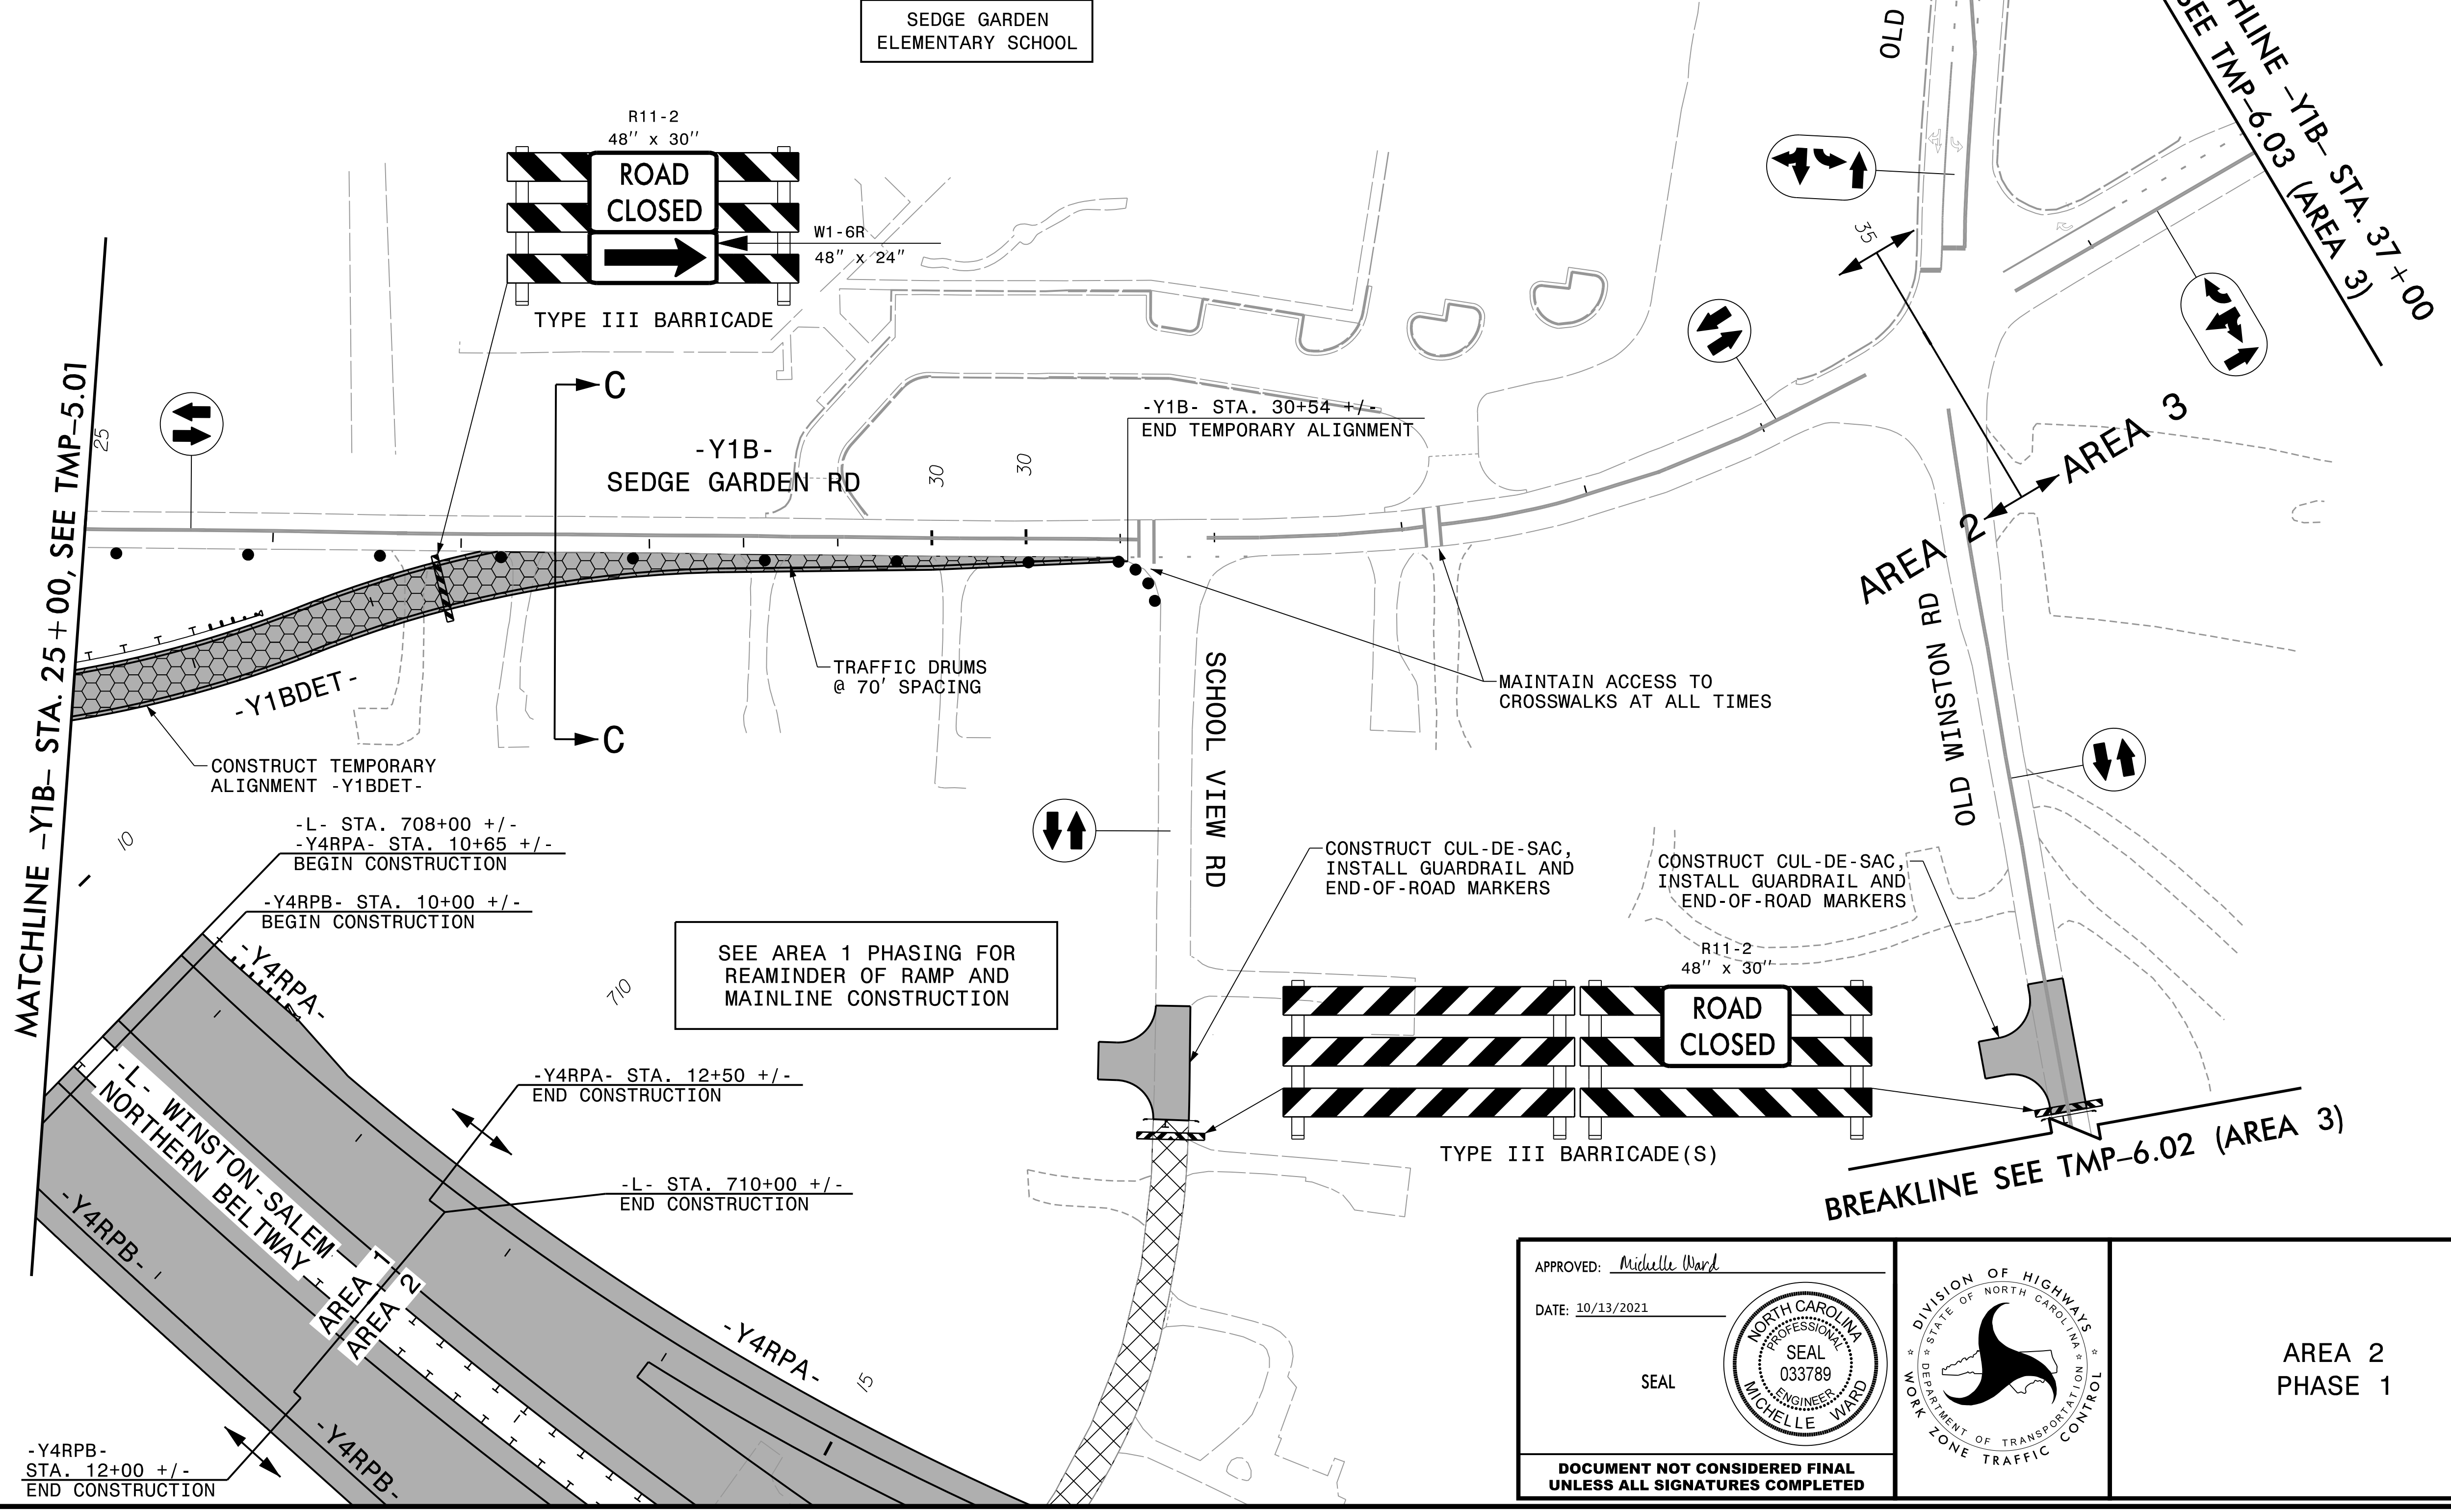 SEDGE GARDEN
ELEMENTARY SCHOOL
OLD
MATCHLINE -Y1B- STA. 37+00
SEE TMP-6.03 (AREA 3)
R11-2
48" x 30"
ROAD
CLOSED
W1-6R
48" x 24"
TYPE III BARRICADE
35
MATCHLINE -Y1B- STA. 25+00, SEE TMP-5.01
25
C
-Y1B-
SEDGE GARDEN RD
30
30
-Y1B- STA. 30+54 +/-
END TEMPORARY ALIGNMENT
AREA 3
AREA 2
OLD WINSTON RD
TRAFFIC DRUMS
@ 70' SPACING
MAINTAIN ACCESS TO
CROSSWALKS AT ALL TIMES
SCHOOL VIEW RD
-Y1BDET-
C
CONSTRUCT TEMPORARY
ALIGNMENT -Y1BDET-
10
-L- STA. 708+00 +/-
-Y4RPA- STA. 10+65 +/-
BEGIN CONSTRUCTION
-Y4RPB- STA. 10+00 +/-
BEGIN CONSTRUCTION
CONSTRUCT CUL-DE-SAC,
INSTALL GUARDRAIL AND
END-OF-ROAD MARKERS
CONSTRUCT CUL-DE-SAC,
INSTALL GUARDRAIL AND
END-OF-ROAD MARKERS
-Y4RPA-
710
SEE AREA 1 PHASING FOR
REAMINDER OF RAMP AND
MAINLINE CONSTRUCTION
R11-2
48" x 30"
ROAD
CLOSED
TYPE III BARRICADE(S)
BREAKLINE SEE TMP-6.02 (AREA 3)
-L- WINSTON-SALEM
NORTHERN BELTWAY
-Y4RPA- STA. 12+50 +/-
END CONSTRUCTION
-L- STA. 710+00 +/-
END CONSTRUCTION
-Y4RPB-
AREA 1
AREA 2
-Y4RPA-
15
-Y4RPB-
-Y4RPB-
STA. 12+00 +/-
END CONSTRUCTION
APPROVED: Michelle Ward
DATE: 10/13/2021
SEAL
NORTH CAROLINA
PROFESSIONAL
SEAL
033789
ENGINEER
MICHELLE WARD
DOCUMENT NOT CONSIDERED FINAL
UNLESS ALL SIGNATURES COMPLETED
DIVISION OF HIGHWAYS
STATE OF NORTH CAROLINA
DEPARTMENT OF TRANSPORTATION
WORK ZONE TRAFFIC CONTROL
AREA 2
PHASE 1